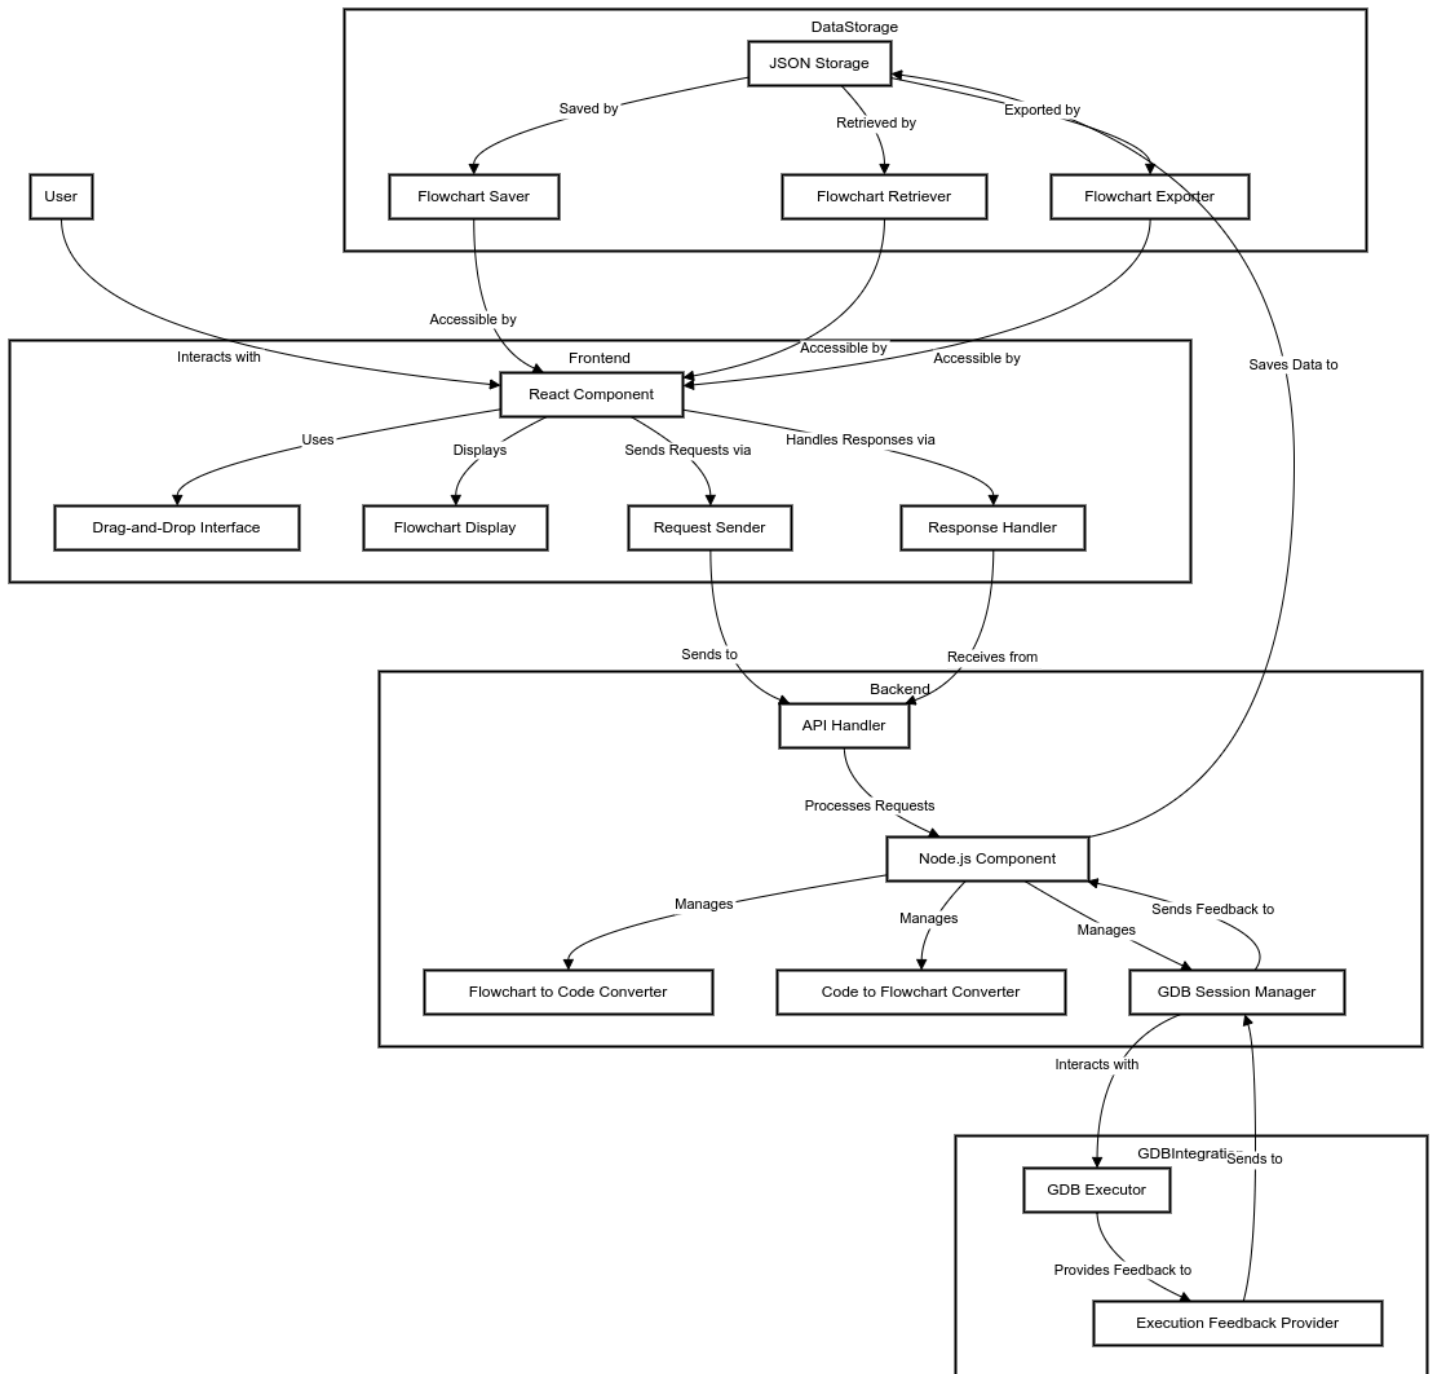 DataStorage
JSON Storage
Saved by
Retrieved by
Exported by
User
Flowchart Saver
Flowchart Retriever
Flowchart Exporter
Accessible by
Interacts with
Accessible by
Accessible by
Saves Data to
Frontend
React Component
Uses
Displays
Sends Requests via
Handles Responses via
Drag-and-Drop Interface
Flowchart Display
Request Sender
Response Handler
Sends to
Receives from
Backend
API Handler
Processes Requests
Node.js Component
Manages
Manages
Manages
Sends Feedback to
Flowchart to Code Converter
Code to Flowchart Converter
GDB Session Manager
Interacts with
GDBIntegration
Sends to
GDB Executor
Provides Feedback to
Execution Feedback Provider